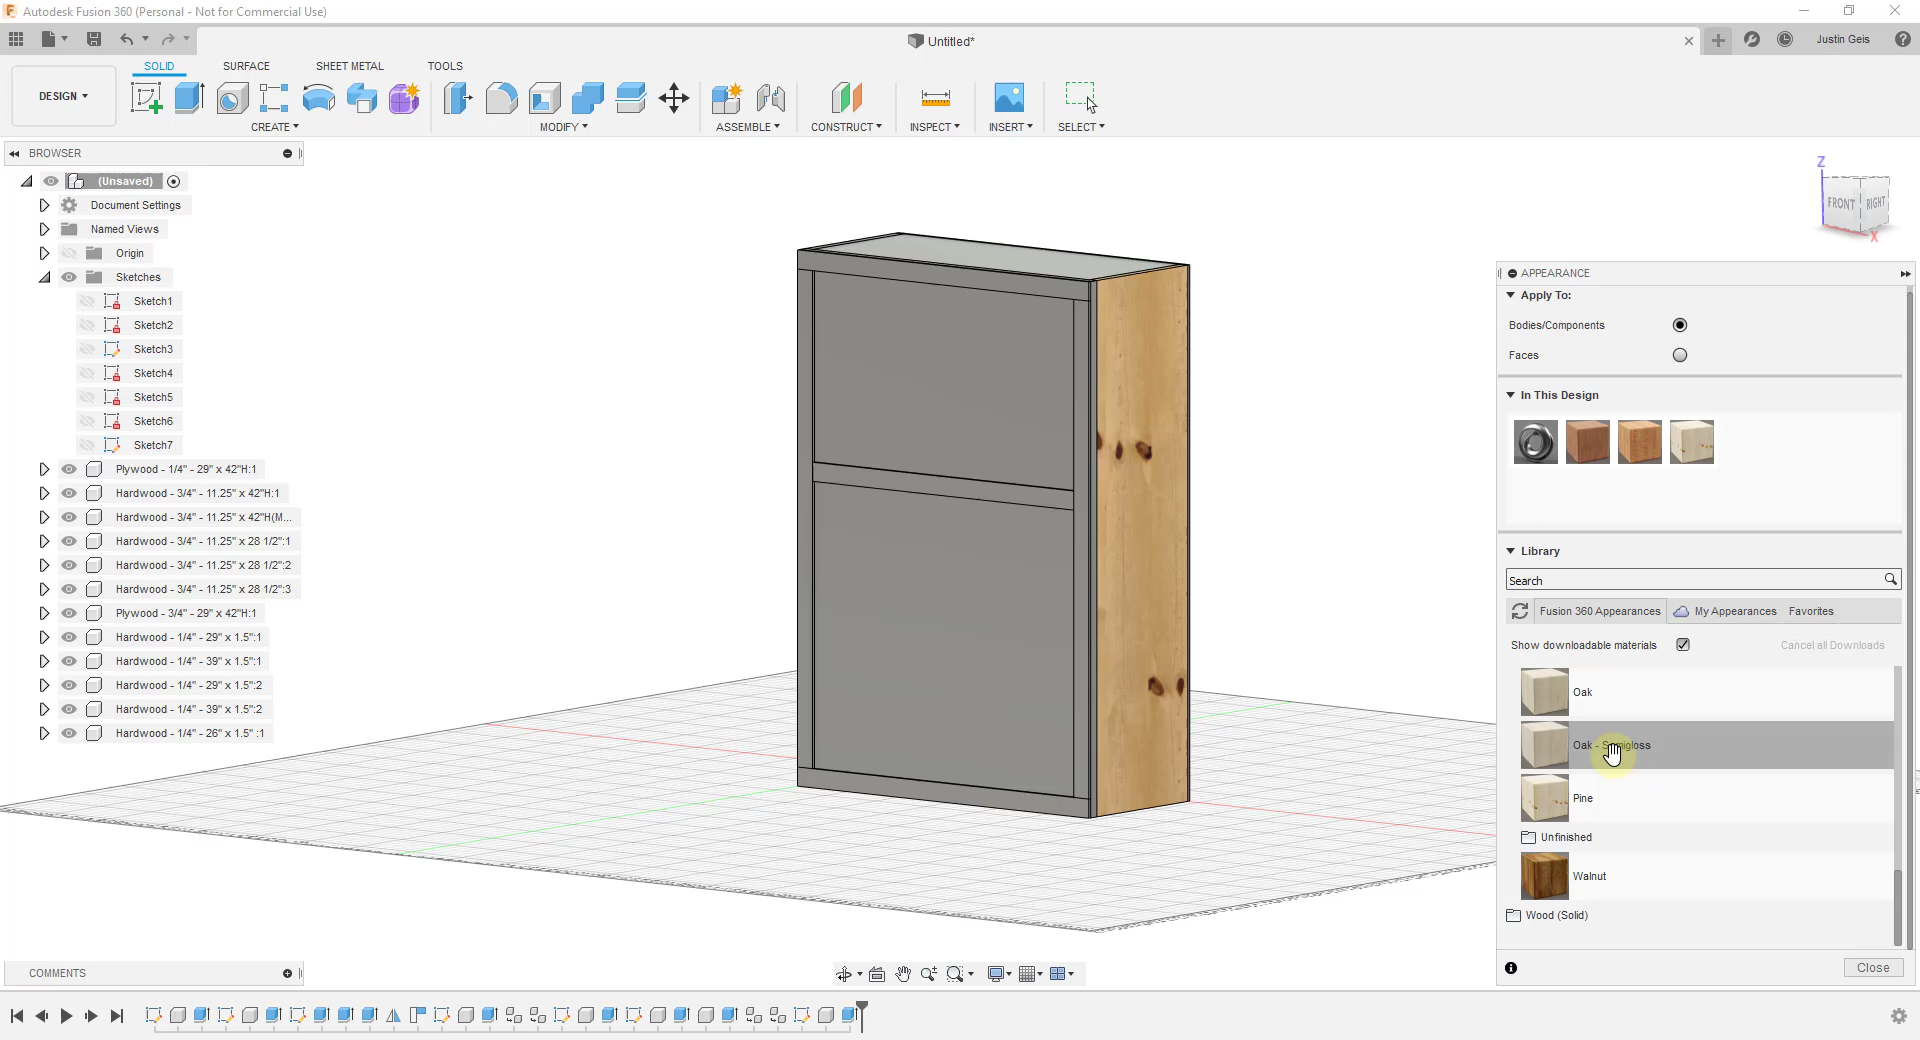 Autodesk Fusion 360 (Personal - Not for Commercial Use)
Untitled*
Justin Geis
DESIGN
SOLID SURFACE SHEET METAL TOOLS
CREATE MODIFY ASSEMBLE CONSTRUCT INSPECT INSERT SELECT
BROWSER
(Unsaved)
Document Settings
Named Views
Origin
Sketches
Sketch1
Sketch2
Sketch3
Sketch4
Sketch5
Sketch6
Sketch7
Plywood - 1/4" - 29" x 42"H:1
Hardwood - 3/4" - 11.25" x 42"H:1
Hardwood - 3/4" - 11.25" x 42"H(M...
Hardwood - 3/4" - 11.25" x 28 1/2":1
Hardwood - 3/4" - 11.25" x 28 1/2":2
Hardwood - 3/4" - 11.25" x 28 1/2":3
Plywood - 3/4" - 29" x 42"H:1
Hardwood - 1/4" - 29" x 1.5":1
Hardwood - 1/4" - 39" x 1.5":1
Hardwood - 1/4" - 29" x 1.5":2
Hardwood - 1/4" - 39" x 1.5":2
Hardwood - 1/4" - 26" x 1.5" :1
COMMENTS
Z
FRONT RIGHT
X
APPEARANCE
Apply To:
Bodies/Components
Faces
In This Design
Library
Search
Fusion 360 Appearances My Appearances Favorites
Show downloadable materials Cancel all Downloads
Oak
Oak - Semigloss
Pine
Unfinished
Walnut
Wood (Solid)
Close